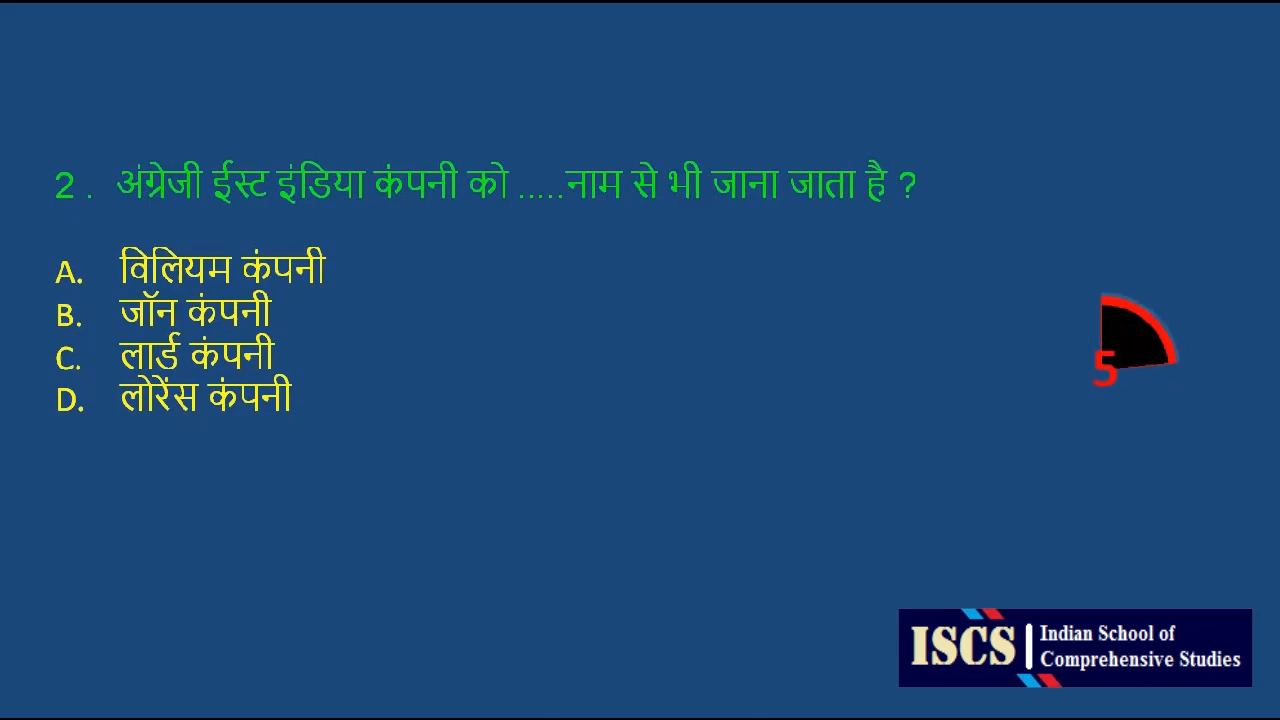 2 . अंग्रेजी ईस्ट इंडिया कंपनी को .....नाम से भी जाना जाता है ?
A. विलियम कंपनी
B. जॉन कंपनी
C. लार्ड कंपनी
D. लोरेंस कंपनी
5
ISCS
Indian School of
Comprehensive Studies